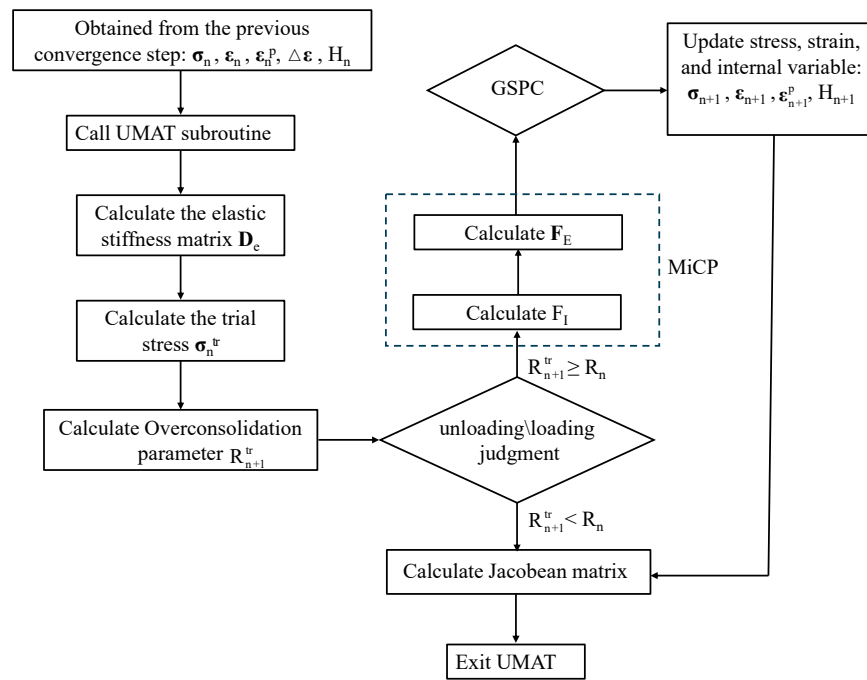 Obtained from the previous
convergence step: σₙ , εₙ , εₙᵖ, △ε , Hₙ
Call UMAT subroutine
Calculate the elastic
stiffness matrix Dₑ
Calculate the trial
stress σₙᵗʳ
Calculate Overconsolidation
parameter Rₙ₊₁ᵗʳ
unloading\loading
judgment
Rₙ₊₁ᵗʳ ≥ Rₙ
Calculate F_I
Calculate F_E
MiCP
GSPC
Update stress, strain,
and internal variable:
σₙ₊₁ , εₙ₊₁ , εₙ₊₁ᵖ, Hₙ₊₁
Rₙ₊₁ᵗʳ < Rₙ
Calculate Jacobean matrix
Exit UMAT